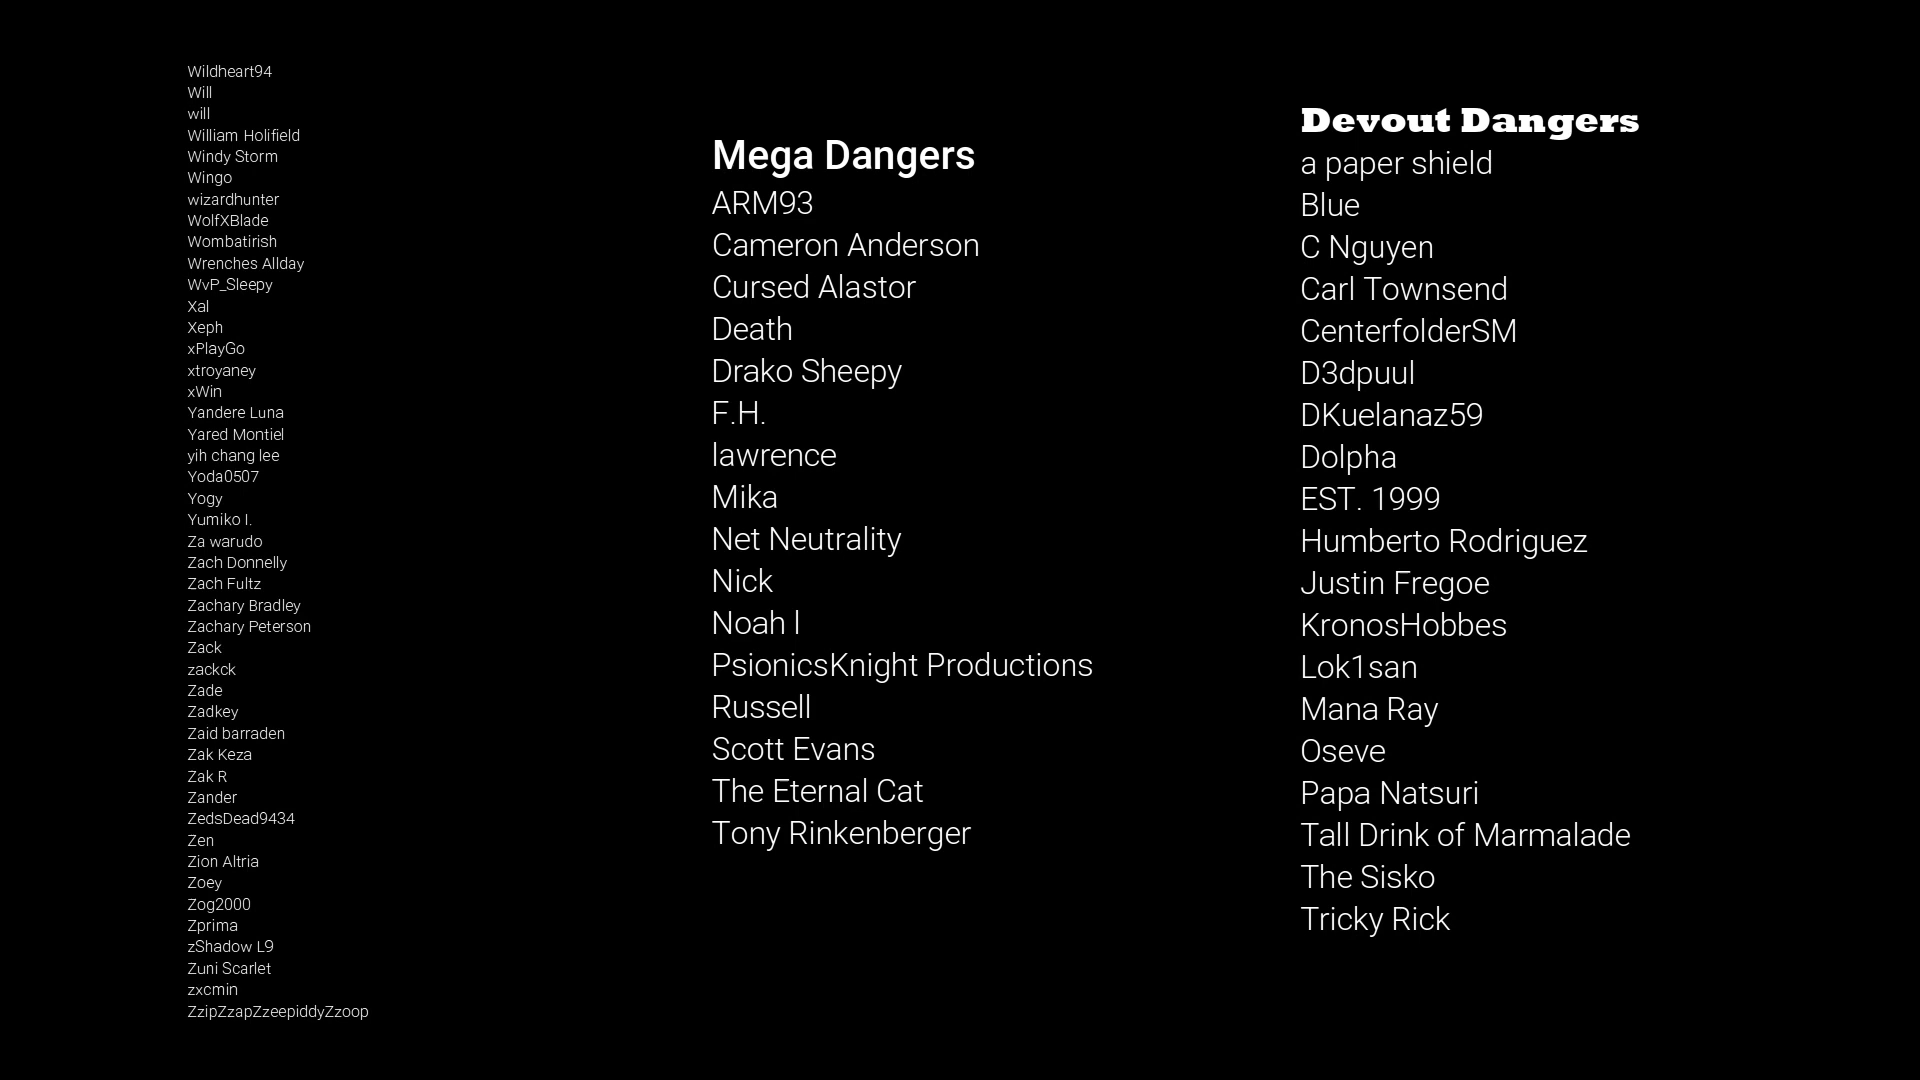 Wildheart94
Will
will
William Holifield
Windy Storm
Wingo
wizardhunter
WolfXBlade
Wombatirish
Wrenches Allday
WvP_Sleepy
Xal
Xeph
xPlayGo
xtroyaney
xWin
Yandere Luna
Yared Montiel
yih chang lee
Yoda0507
Yogy
Yumiko I.
Za warudo
Zach Donnelly
Zach Fultz
Zachary Bradley
Zachary Peterson
Zack
zackck
Zade
Zadkey
Zaid barraden
Zak Keza
Zak R
Zander
ZedsDead9434
Zen
Zion Altria
Zoey
Zog2000
Zprima
zShadow L9
Zuni Scarlet
zxcmin
ZzipZzapZzeepiddyZzoop
Mega Dangers
ARM93
Cameron Anderson
Cursed Alastor
Death
Drako Sheepy
F.H.
lawrence
Mika
Net Neutrality
Nick
Noah l
PsionicsKnight Productions
Russell
Scott Evans
The Eternal Cat
Tony Rinkenberger
Devout Dangers
a paper shield
Blue
C Nguyen
Carl Townsend
CenterfolderSM
D3dpuul
DKuelanaz59
Dolpha
EST. 1999
Humberto Rodriguez
Justin Fregoe
KronosHobbes
Lok1san
Mana Ray
Oseve
Papa Natsuri
Tall Drink of Marmalade
The Sisko
Tricky Rick